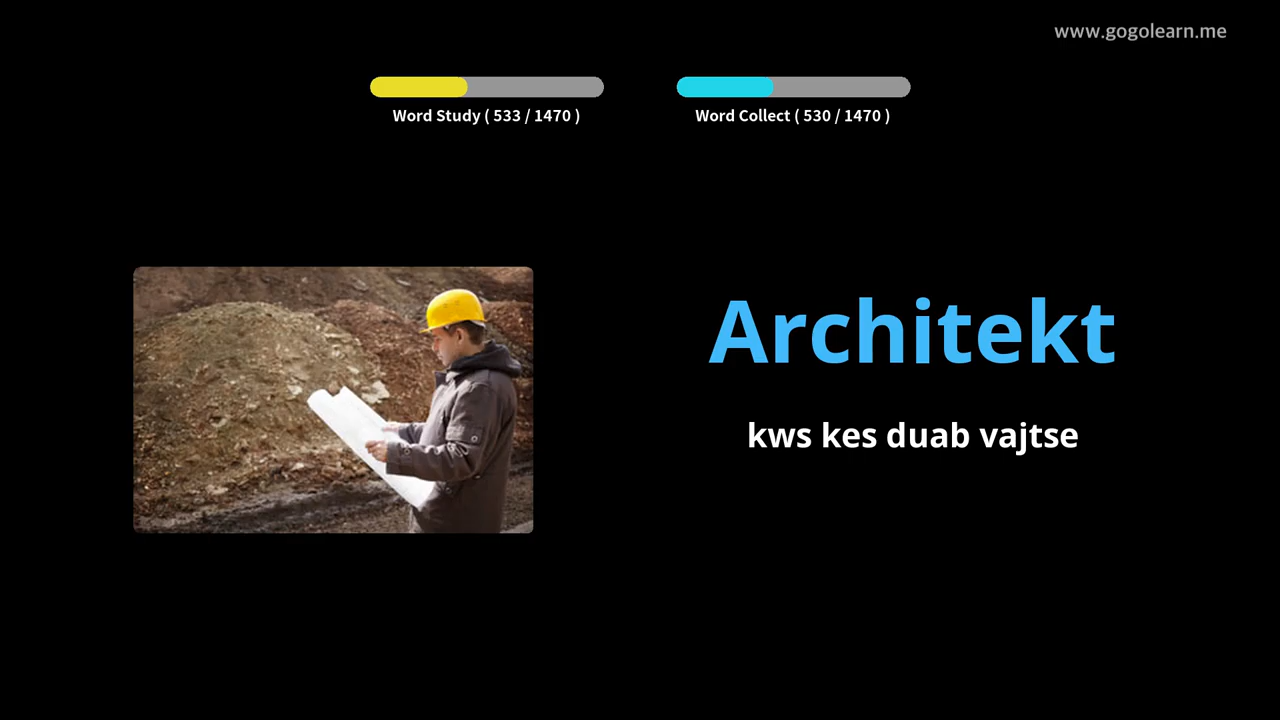 www.gogolearn.me
Word Study ( 533 / 1470 )
Word Collect ( 530 / 1470 )
Architekt
kws kes duab vajtse